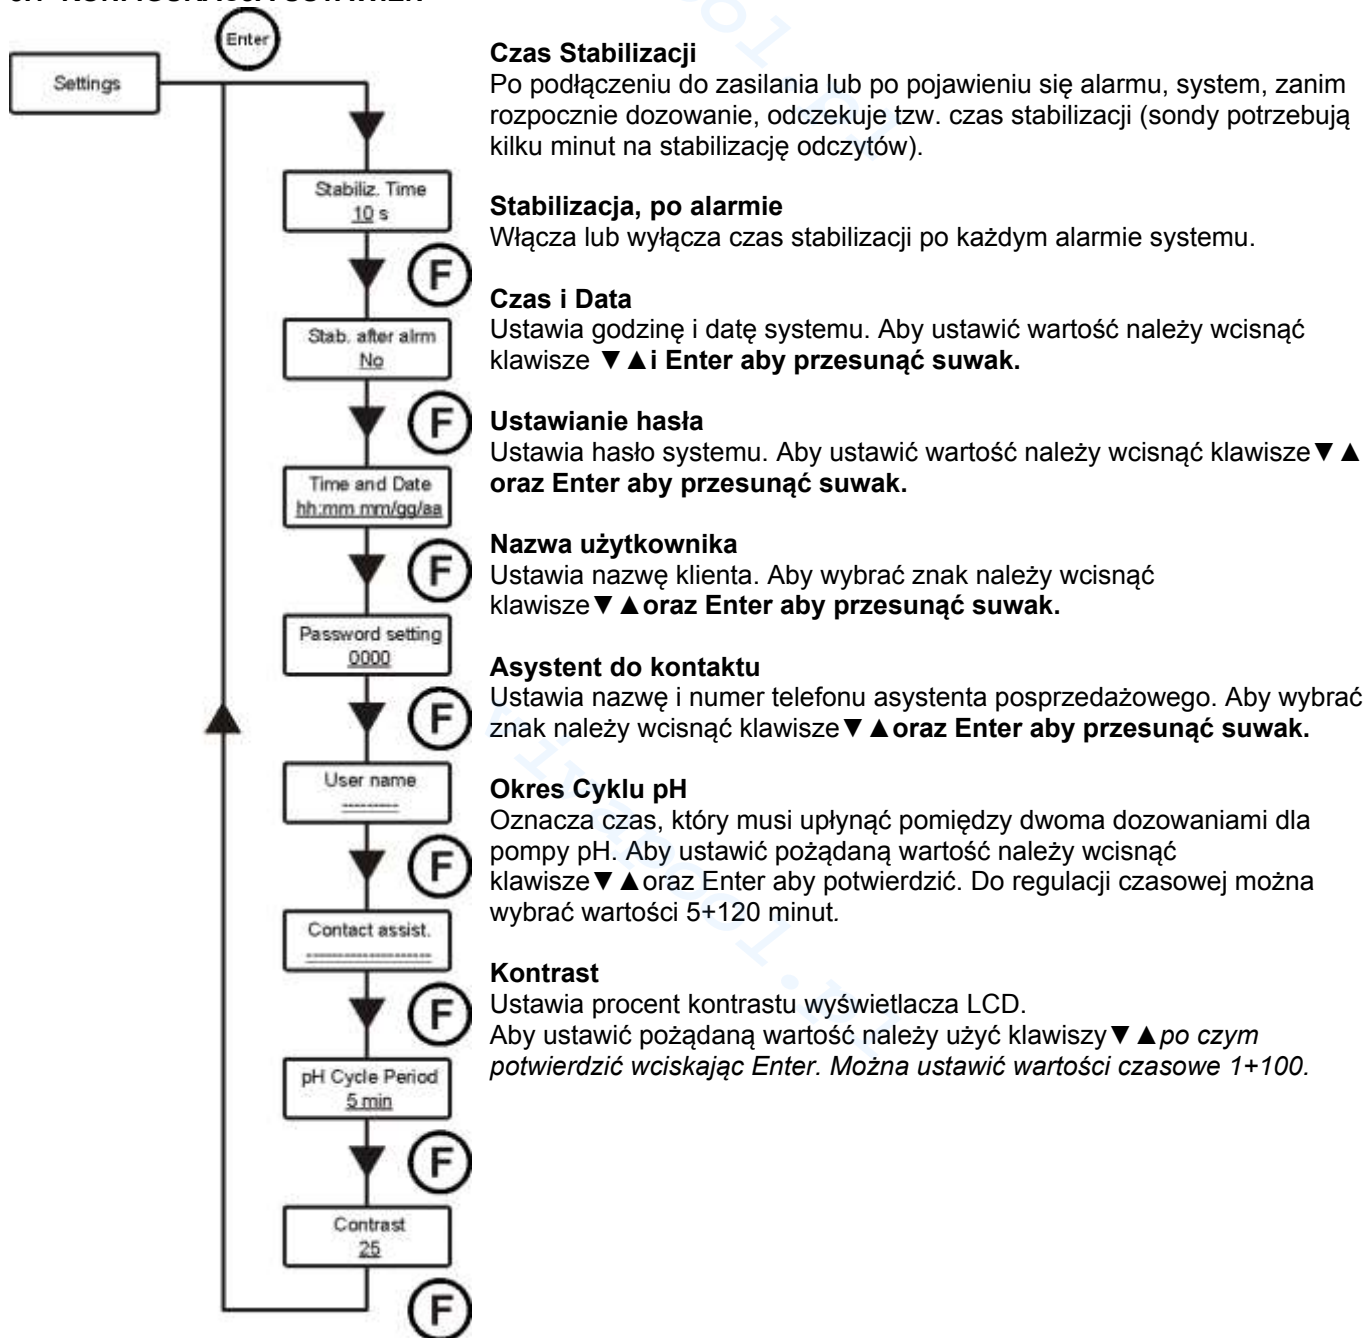 Enter
Settings
Stabiliz. Time
10 s
F
Stab. after alrm
No
F
Time and Date
hh:mm mm/gg/aa
F
Password setting
0000
F
User name
---------
F
Contact assist.
--------------------
F
pH Cycle Period
5 min
F
Contrast
25
F
Czas Stabilizacji
Po podłączeniu do zasilania lub po pojawieniu się alarmu, system, zanim
rozpocznie dozowanie, odczekuje tzw. czas stabilizacji (sondy potrzebują
kilku minut na stabilizację odczytów).
Stabilizacja, po alarmie
Włącza lub wyłącza czas stabilizacji po każdym alarmie systemu.
Czas i Data
Ustawia godzinę i datę systemu. Aby ustawić wartość należy wcisnąć
klawisze ▼▲i Enter aby przesunąć suwak.
Ustawianie hasła
Ustawia hasło systemu. Aby ustawić wartość należy wcisnąć klawisze▼▲
oraz Enter aby przesunąć suwak.
Nazwa użytkownika
Ustawia nazwę klienta. Aby wybrać znak należy wcisnąć
klawisze▼▲oraz Enter aby przesunąć suwak.
Asystent do kontaktu
Ustawia nazwę i numer telefonu asystenta posprzedażowego. Aby wybrać
znak należy wcisnąć klawisze▼▲oraz Enter aby przesunąć suwak.
Okres Cyklu pH
Oznacza czas, który musi upłynąć pomiędzy dwoma dozowaniami dla
pompy pH. Aby ustawić pożądaną wartość należy wcisnąć
klawisze▼▲oraz Enter aby potwierdzić. Do regulacji czasowej można
wybrać wartości 5+120 minut.
Kontrast
Ustawia procent kontrastu wyświetlacza LCD.
Aby ustawić pożądaną wartość należy użyć klawiszy▼▲po czym
potwierdzić wciskając Enter. Można ustawić wartości czasowe 1+100.